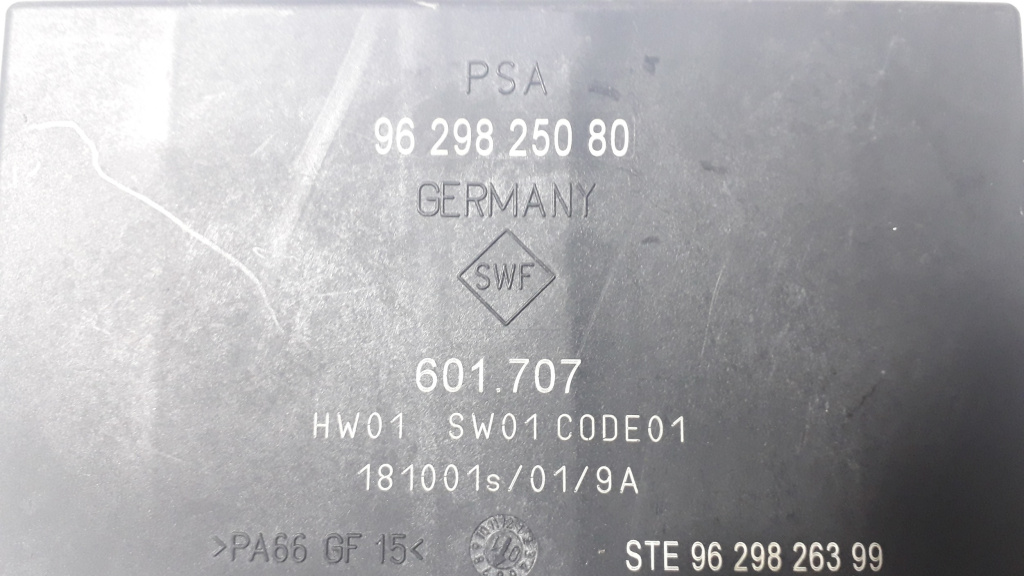 PSA
96 298 250 80
GERMANY
SWF
601.707
HW01 SW01 CODE01
181001s/01/9A
>PA66 GF 15<
STE 96 298 263 99